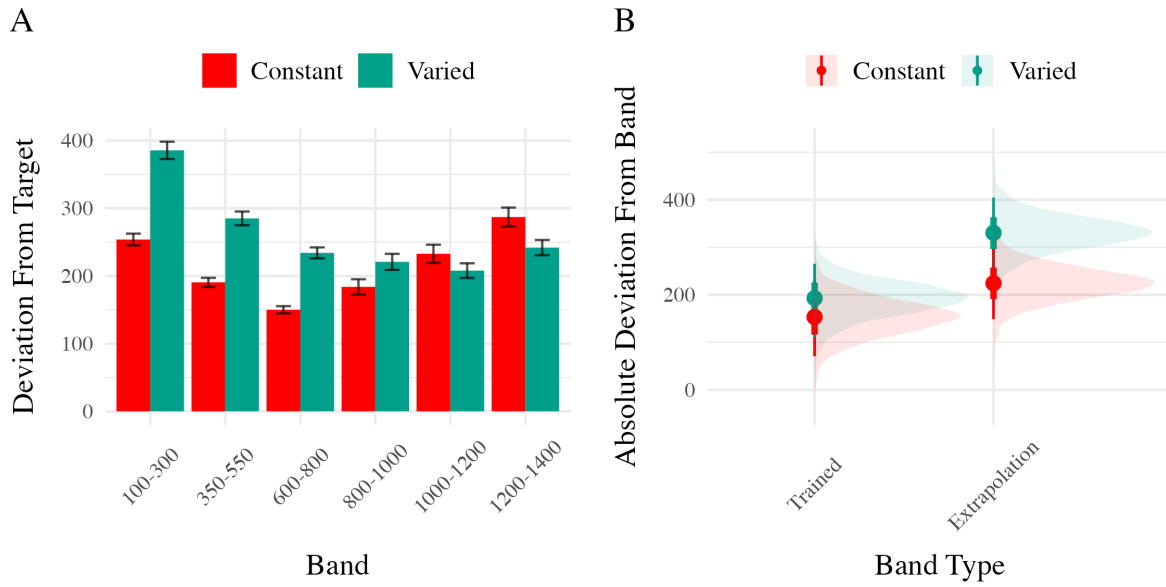 A
Constant Varied
Deviation From Target
400
300
200
100
0
100-300
350-550
600-800
800-1000
1000-1200
1200-1400
Band
B
Constant Varied
Absolute Deviation From Band
400
200
0
Trained
Extrapolation
Band Type